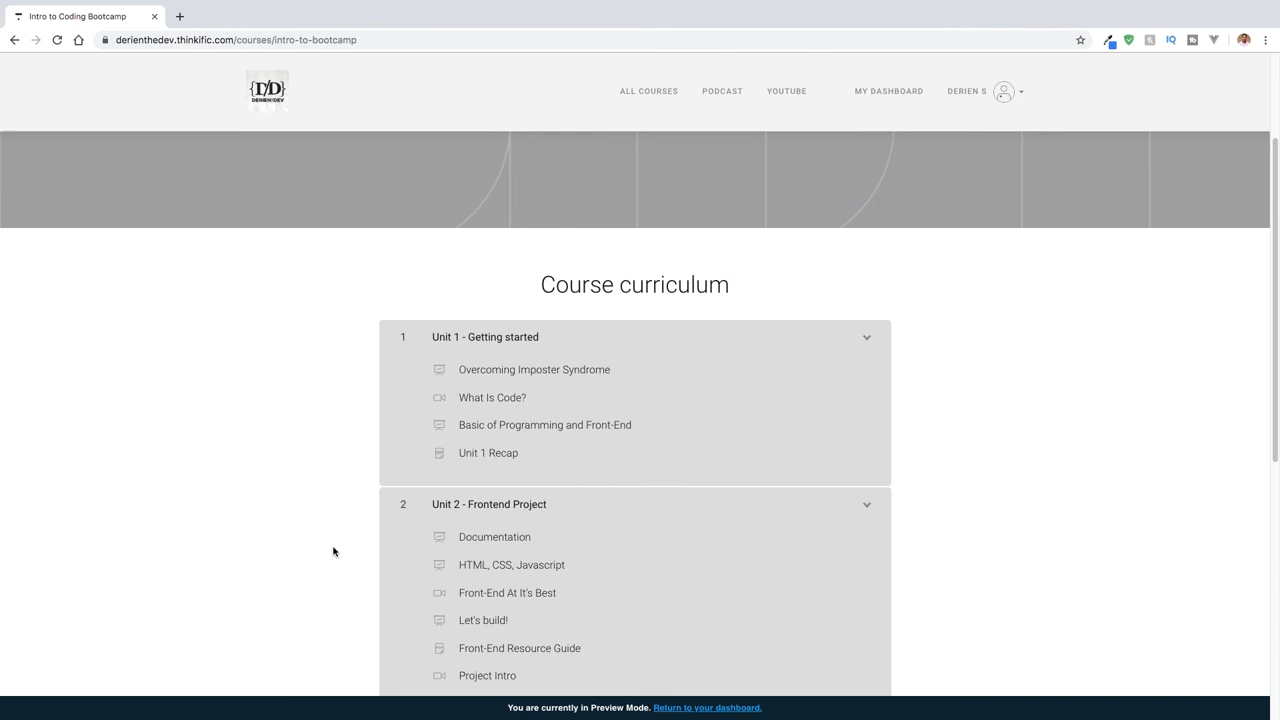 Intro to Coding Bootcamp
derienthedev.thinkific.com/courses/intro-to-bootcamp
IQ
{D/D}
DERIENTHEDEV
ALL COURSES
PODCAST
YOUTUBE
MY DASHBOARD
DERIEN S
Course curriculum
1 Unit 1 - Getting started
Overcoming Imposter Syndrome
What Is Code?
Basic of Programming and Front-End
Unit 1 Recap
2 Unit 2 - Frontend Project
Documentation
HTML, CSS, Javascript
Front-End At It's Best
Let's build!
Front-End Resource Guide
Project Intro
You are currently in Preview Mode. Return to your dashboard.